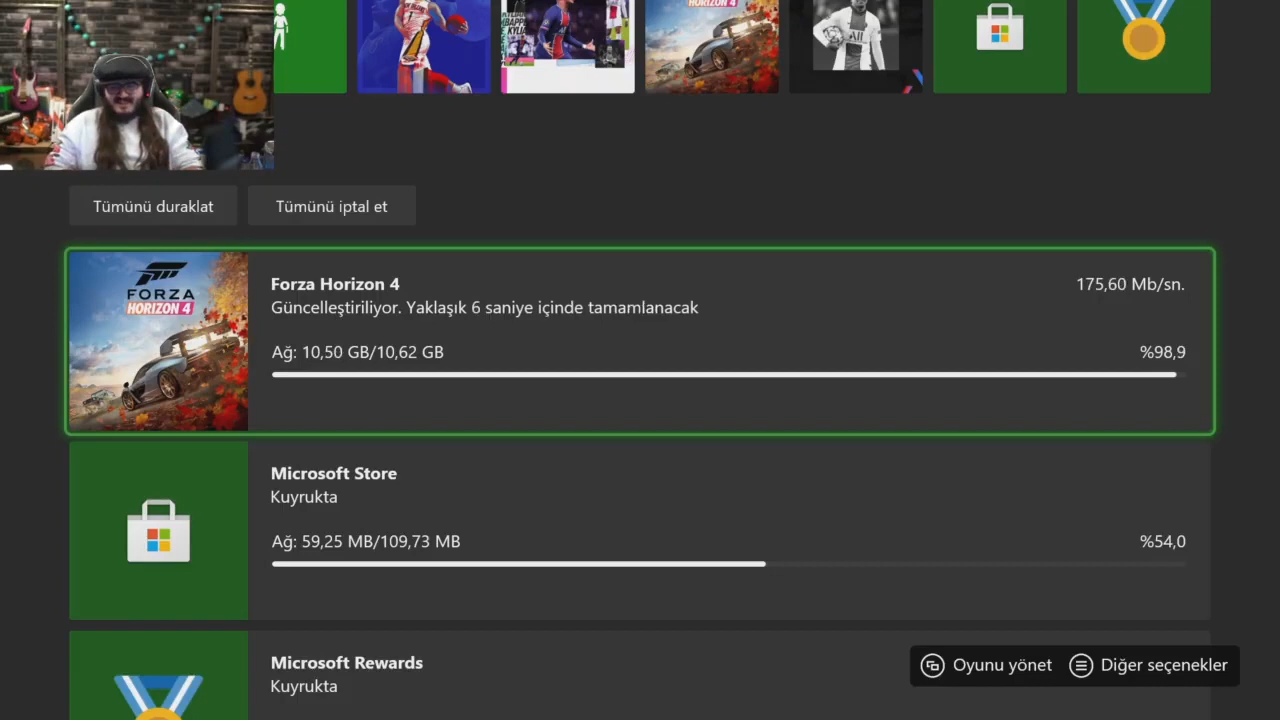 HORIZON 4
Tümünü duraklat
Tümünü iptal et
FORZA
HORIZON 4
Forza Horizon 4
175,60 Mb/sn.
Güncelleştiriliyor. Yaklaşık 6 saniye içinde tamamlanacak
Ağ: 10,50 GB/10,62 GB
%98,9
Microsoft Store
Kuyrukta
Ağ: 59,25 MB/109,73 MB
%54,0
Microsoft Rewards
Kuyrukta
Oyunu yönet
Diğer seçenekler